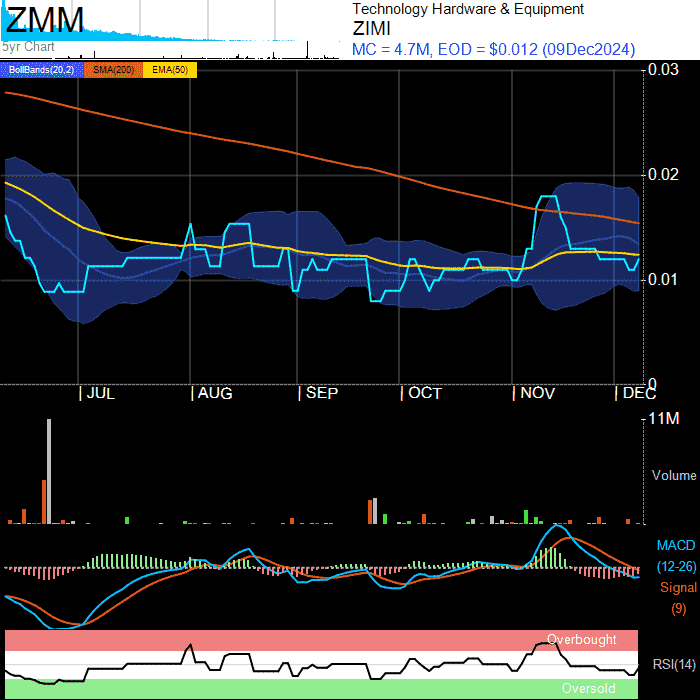 ZMM
5yr Chart
Technology Hardware & Equipment
ZIMI
MC = 4.7M, EOD = $0.012 (09Dec2024)
BollBands(20,2) SMA(200) EMA(50)
0.03
0.02
0.01
0
| JUL | AUG | SEP | OCT | NOV | DEC
11M
Volume
MACD
(12-26)
Signal
(9)
Overbought
RSI(14)
Oversold